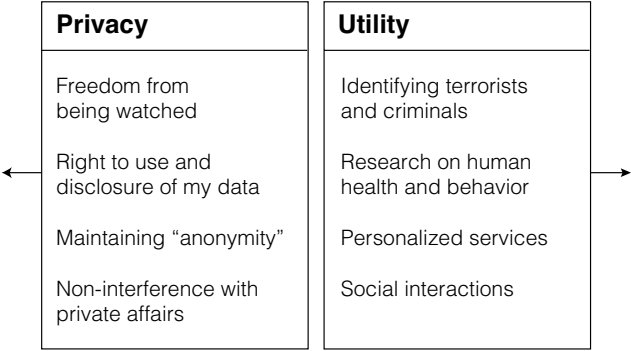 Privacy
Freedom from
being watched
Right to use and
disclosure of my data
Maintaining “anonymity”
Non-interference with
private affairs
Utility
Identifying terrorists
and criminals
Research on human
health and behavior
Personalized services
Social interactions